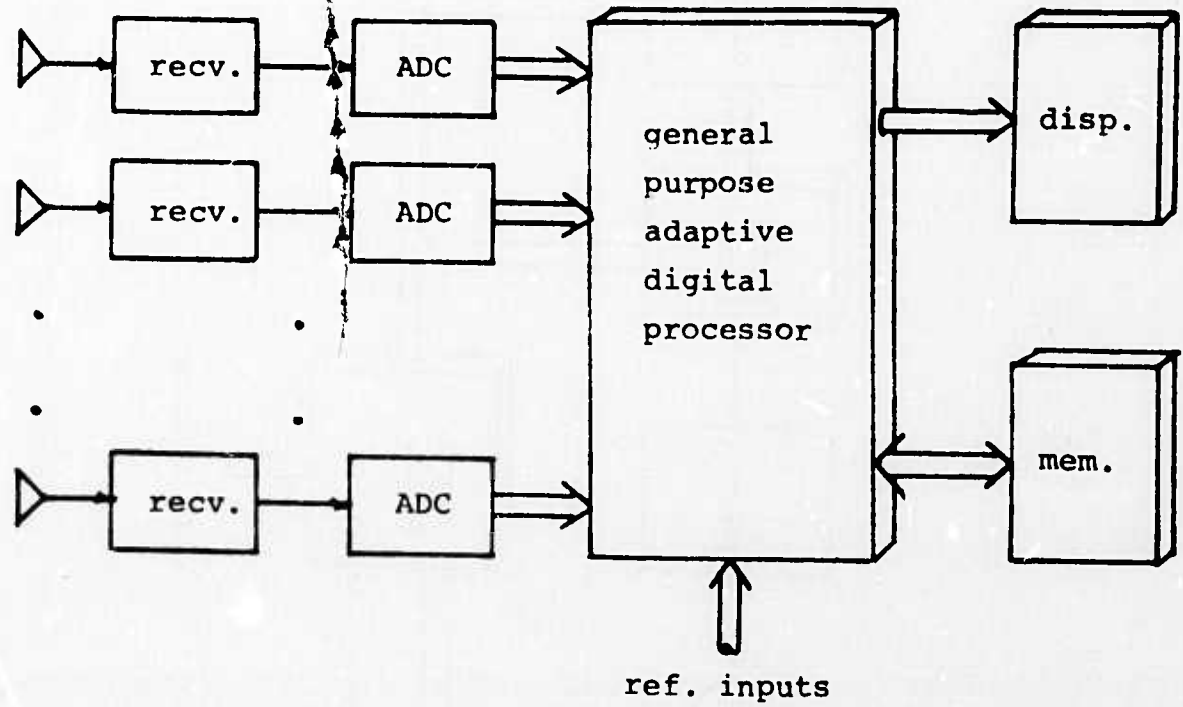 recv.
ADC
recv.
ADC
recv.
ADC
general
purpose
adaptive
digital
processor
disp.
mem.
ref. inputs